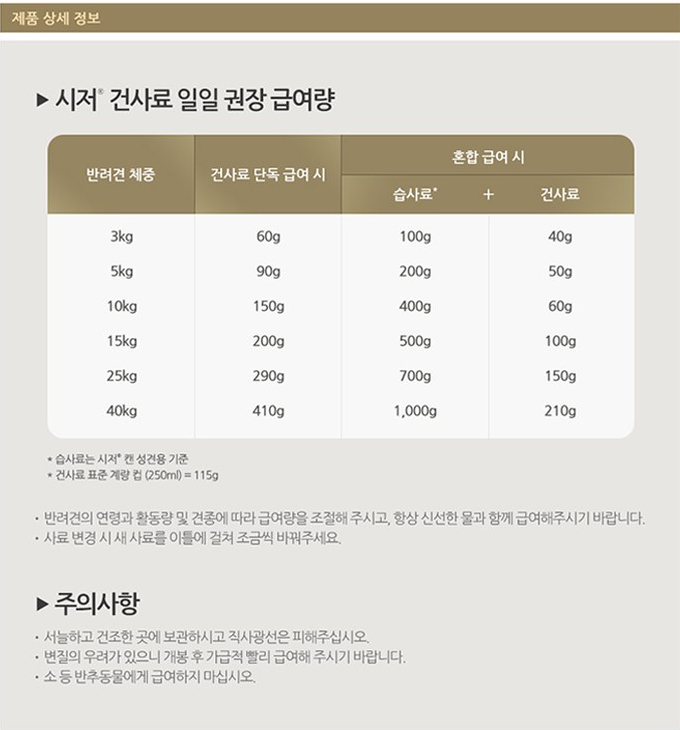 제품 상세 정보
▶ 시저® 건사료 일일 권장 급여량
반려견 체중 건사료 단독 급여 시 혼합 급여 시
습사료* + 건사료
3kg 60g 100g 40g
5kg 90g 200g 50g
10kg 150g 400g 60g
15kg 200g 500g 100g
25kg 290g 700g 150g
40kg 410g 1,000g 210g
* 습사료는 시저® 캔 성견용 기준
* 건사료 표준 계량 컵 (250ml) = 115g
· 반려견의 연령과 활동량 및 견종에 따라 급여량을 조절해 주시고, 항상 신선한 물과 함께 급여해주시기 바랍니다.
· 사료 변경 시 새 사료를 이틀에 걸쳐 조금씩 바꿔주세요.
▶ 주의사항
· 서늘하고 건조한 곳에 보관하시고 직사광선은 피해주십시오.
· 변질의 우려가 있으니 개봉 후 가급적 빨리 급여해 주시기 바랍니다.
· 소 등 반추동물에게 급여하지 마십시오.